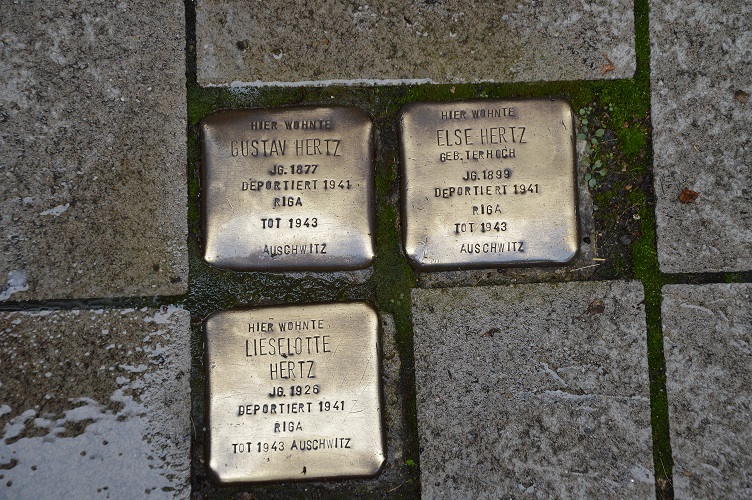 HIER WOHNTE
GUSTAV HERTZ
JG. 1877
DEPORTIERT 1941
RIGA
TOT 1943
AUSCHWITZ
HIER WOHNTE
ELSE HERTZ
GEB. TERHOCH
JG. 1899
DEPORTIERT 1941
RIGA
TOT 1943
AUSCHWITZ
HIER WOHNTE
LIESELOTTE
HERTZ
JG. 1926
DEPORTIERT 1941
RIGA
TOT 1943 AUSCHWITZ